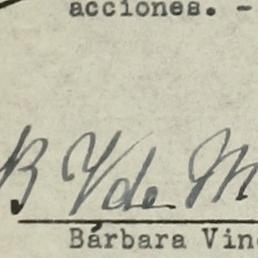 acciones. -
B V de M
Bárbara Vin